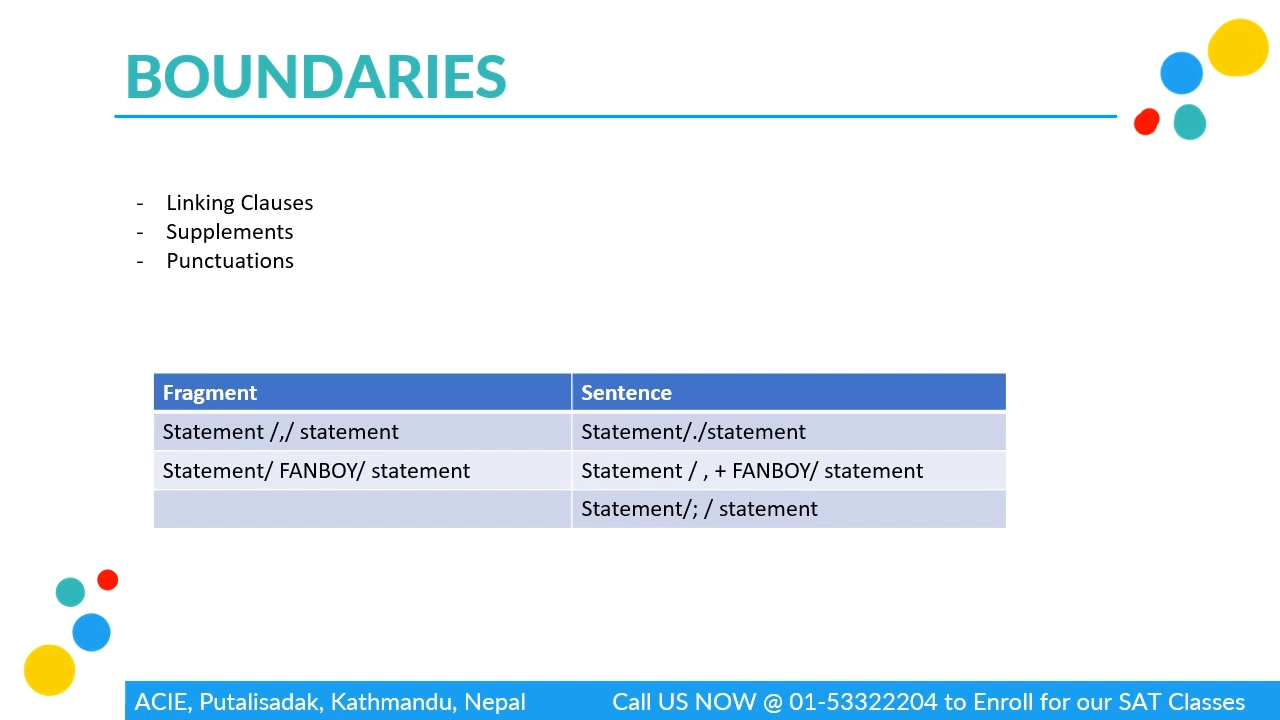 BOUNDARIES
- Linking Clauses
- Supplements
- Punctuations
Fragment Sentence
Statement /,/ statement Statement/./statement
Statement/ FANBOY/ statement Statement / , + FANBOY/ statement
Statement/; / statement
ACIE, Putalisadak, Kathmandu, Nepal Call US NOW @ 01-53322204 to Enroll for our SAT Classes